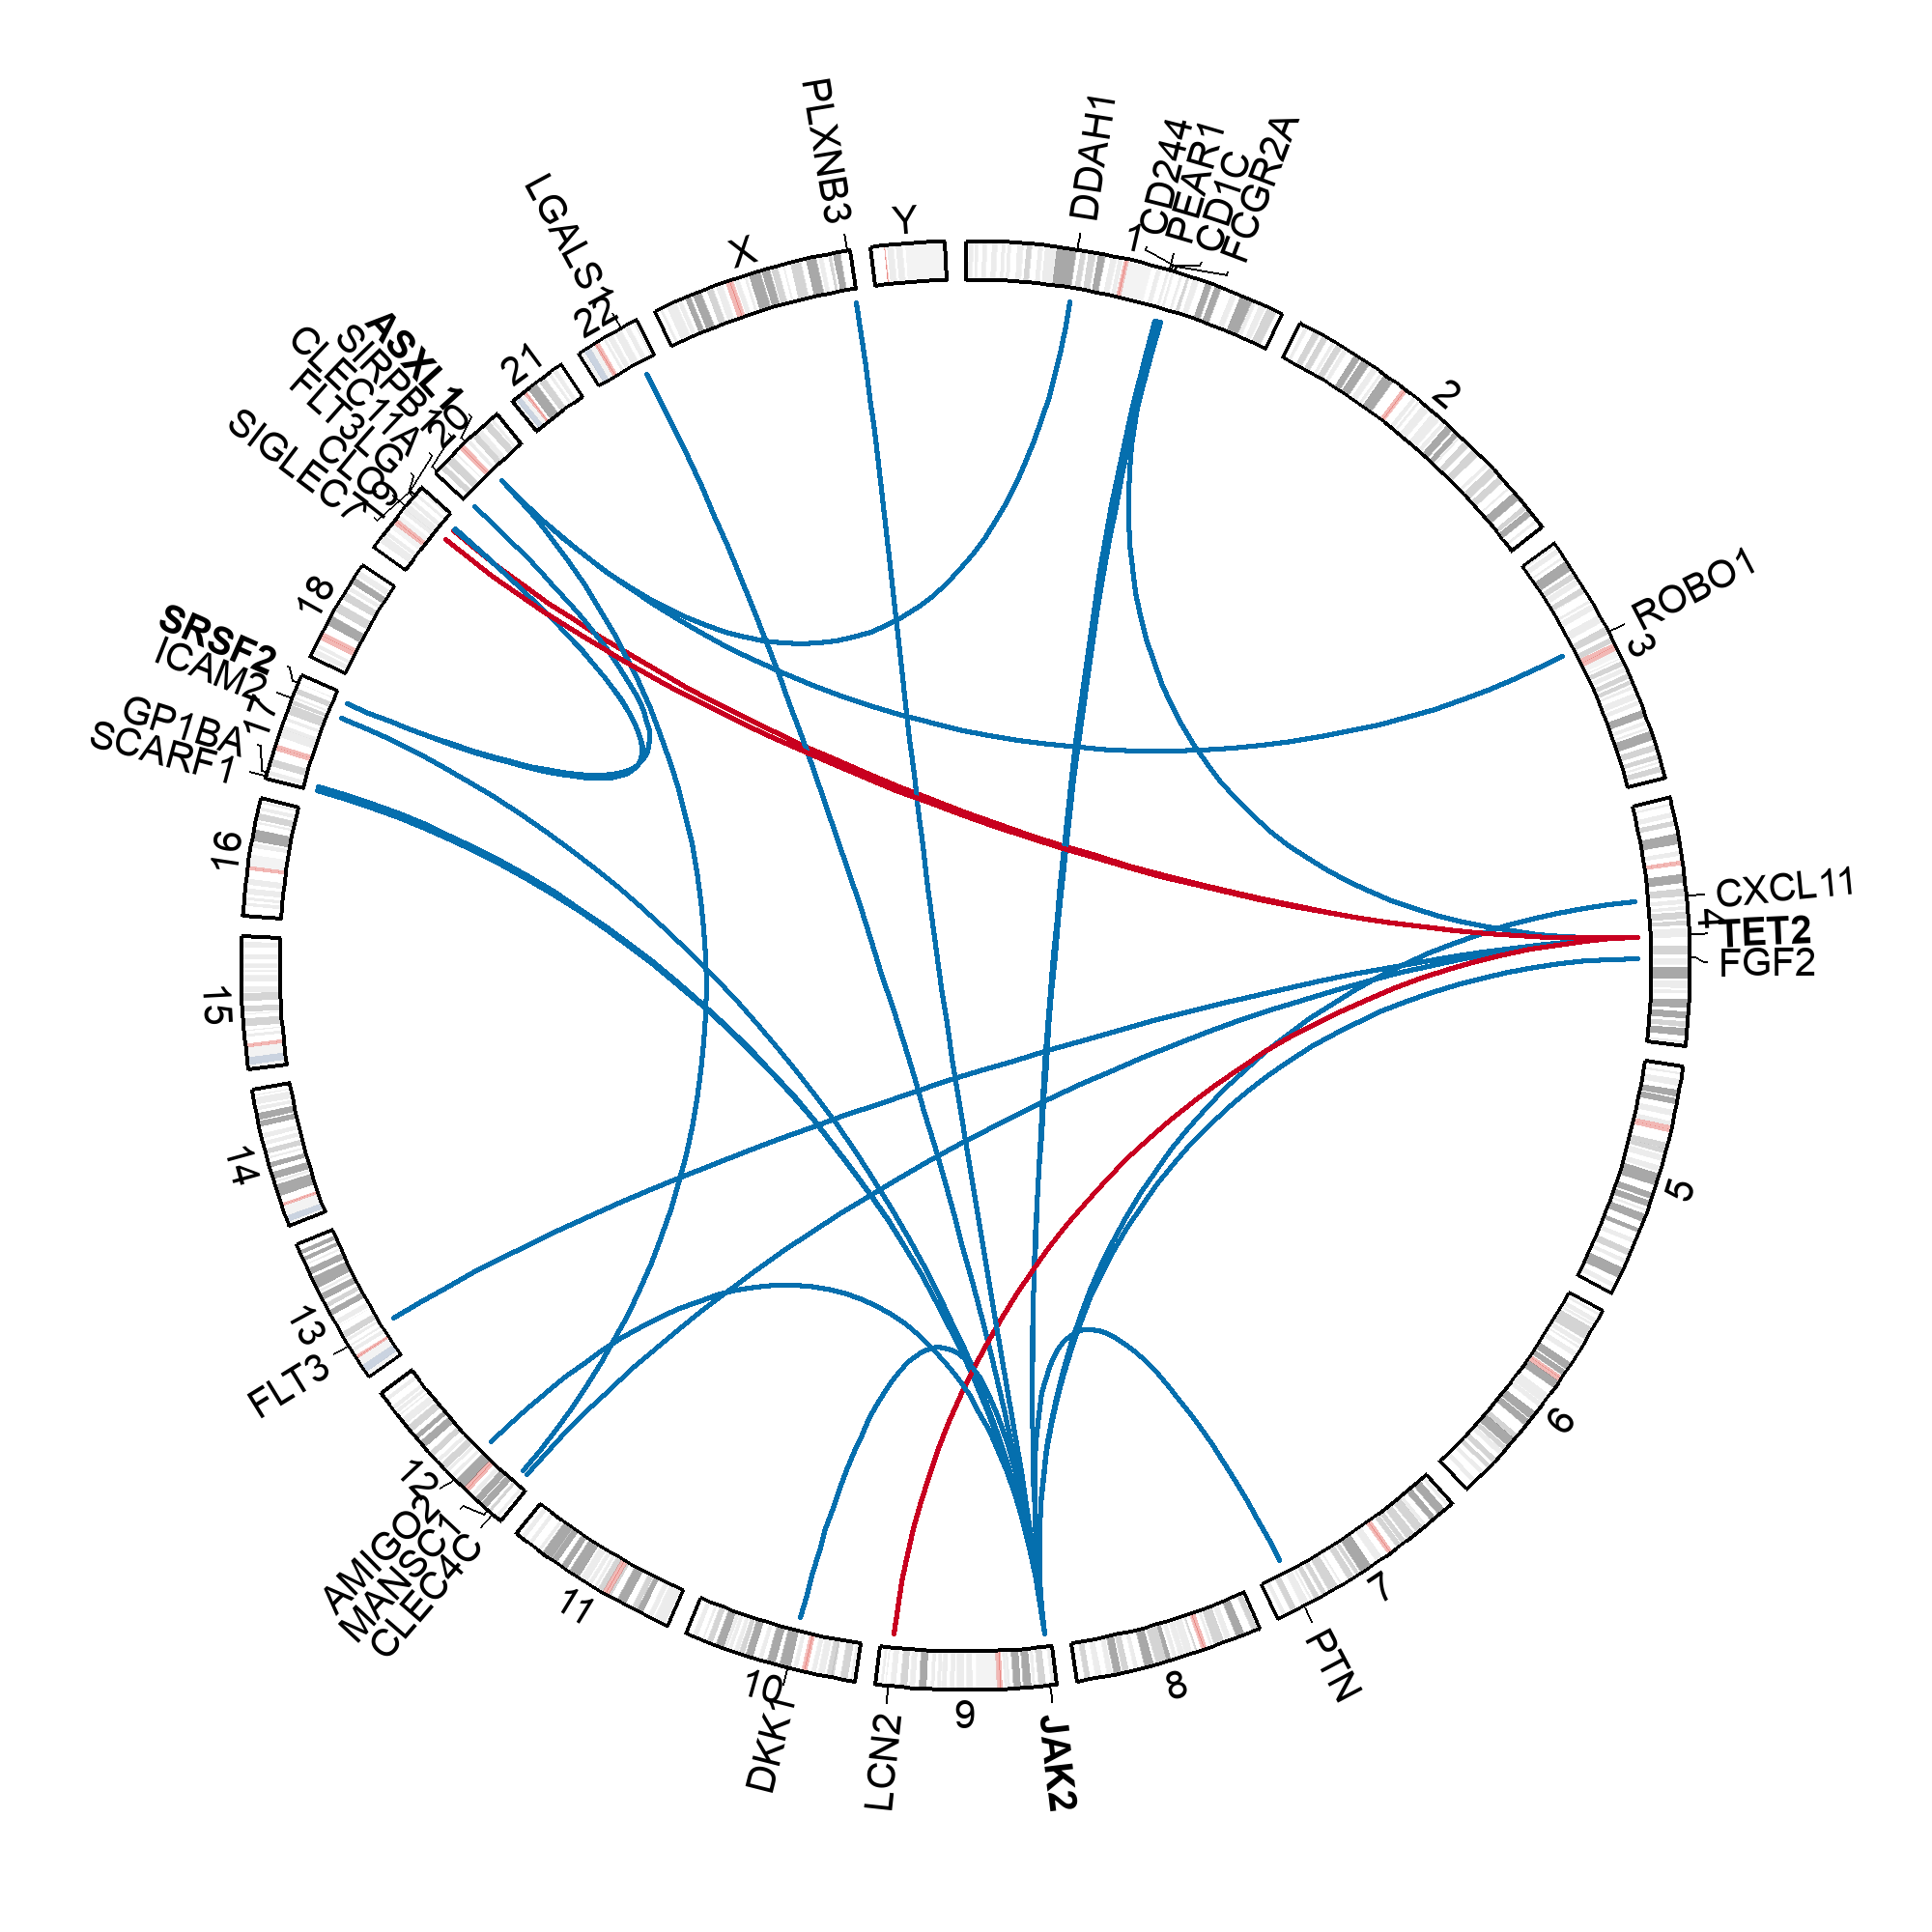 Y
DDAH1
1
CD244
PEAR1
CD1C
FCGR2A
2
ROBO1
3
CXCL11
4
TET2
FGF2
5
6
7
PTN
8
JAK2
9
LCN2
10
DKK1
11
CLEC4C
MANSC1
AMIGO2
12
FLT3
13
14
15
16
SCARF1
GP1BA
17
ICAM2
SRSF2
18
19
SIGLEC7
FLT3LG
CLEC11A
20
ASXL1
21
22
LGALS1
X
PLXNB3